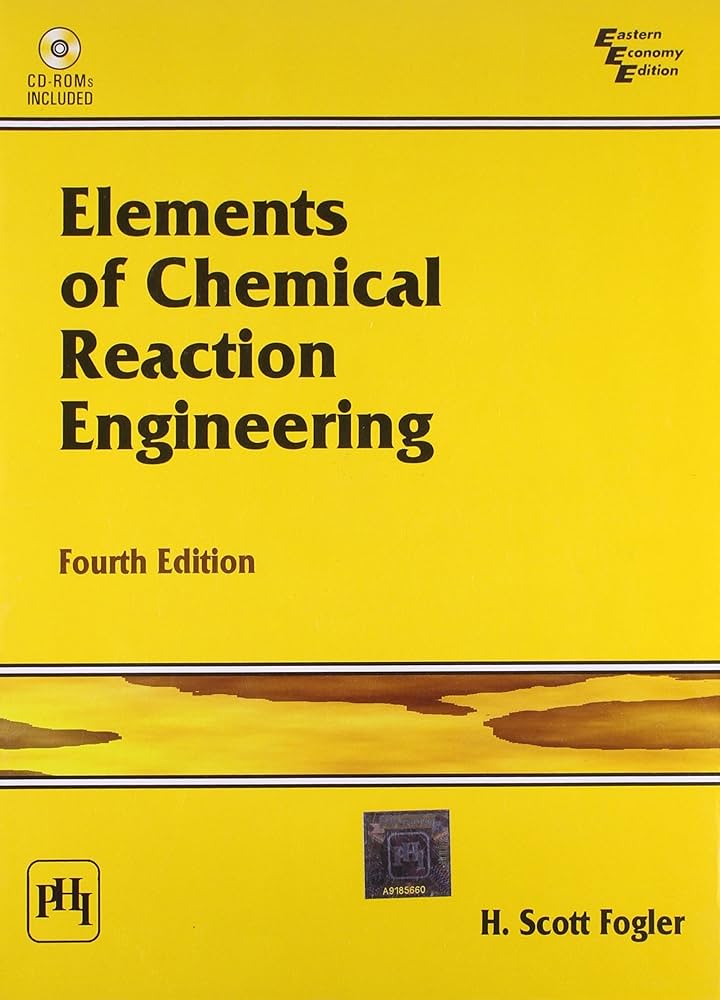 CD-ROMs
INCLUDED
Eastern
Economy
Edition
Elements
of Chemical
Reaction
Engineering
Fourth Edition
PHI
A9185660
PHI
H. Scott Fogler